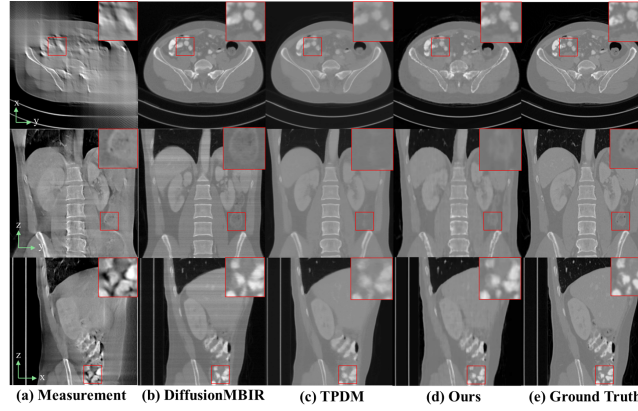 x
y
z
y
z
x
(a) Measurement (b) DiffusionMBIR (c) TPDM (d) Ours (e) Ground Truth